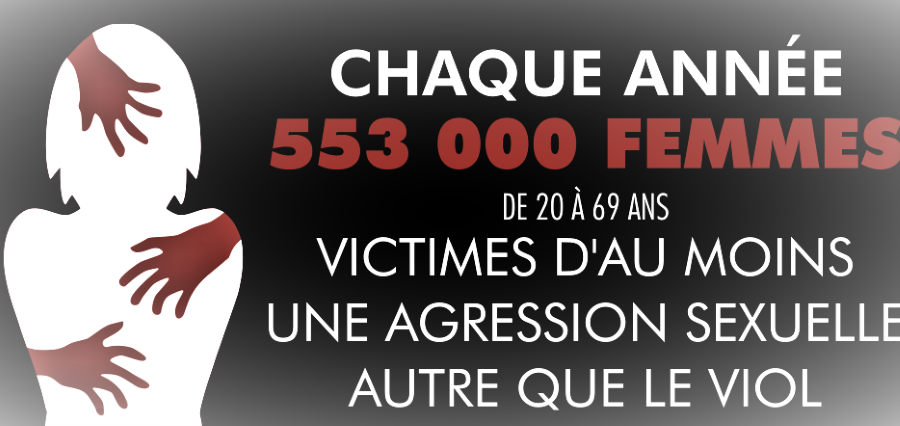 CHAQUE ANNÉE
553 000 FEMMES
DE 20 À 69 ANS
VICTIMES D'AU MOINS
UNE AGRESSION SEXUELLE
AUTRE QUE LE VIOL